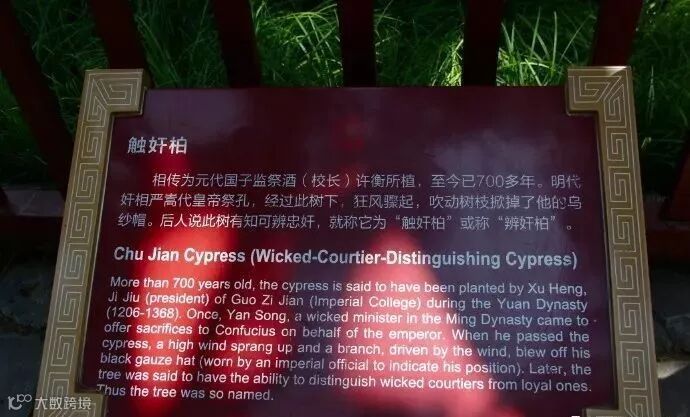 触奸柏
相传为元代国子监祭酒（校长）许衡所植，至今已700多年。明代
奸相严嵩代皇帝祭孔，经过此树下，狂风骤起，吹动树枝掀掉了他的乌
纱帽。后人说此树有知可辨忠奸，就称它为“触奸柏”或称“辨奸柏”。
Chu Jian Cypress (Wicked-Courtier-Distinguishing Cypress)
More than 700 years old, the cypress is said to have been planted by Xu Heng,
Ji Jiu (president) of Guo Zi Jian (Imperial College) during the Yuan Dynasty
(1206-1368). Once, Yan Song, a wicked minister in the Ming Dynasty came to
offer sacrifices to Confucius on behalf of the emperor. When he passed the
cypress, a high wind sprang up and a branch, driven by the wind, blew off his
black gauze hat (worn by an imperial official to indicate his position). Later, the
tree was said to have the ability to distinguish wicked courtiers from loyal ones.
Thus the tree was so named.
大数跨境